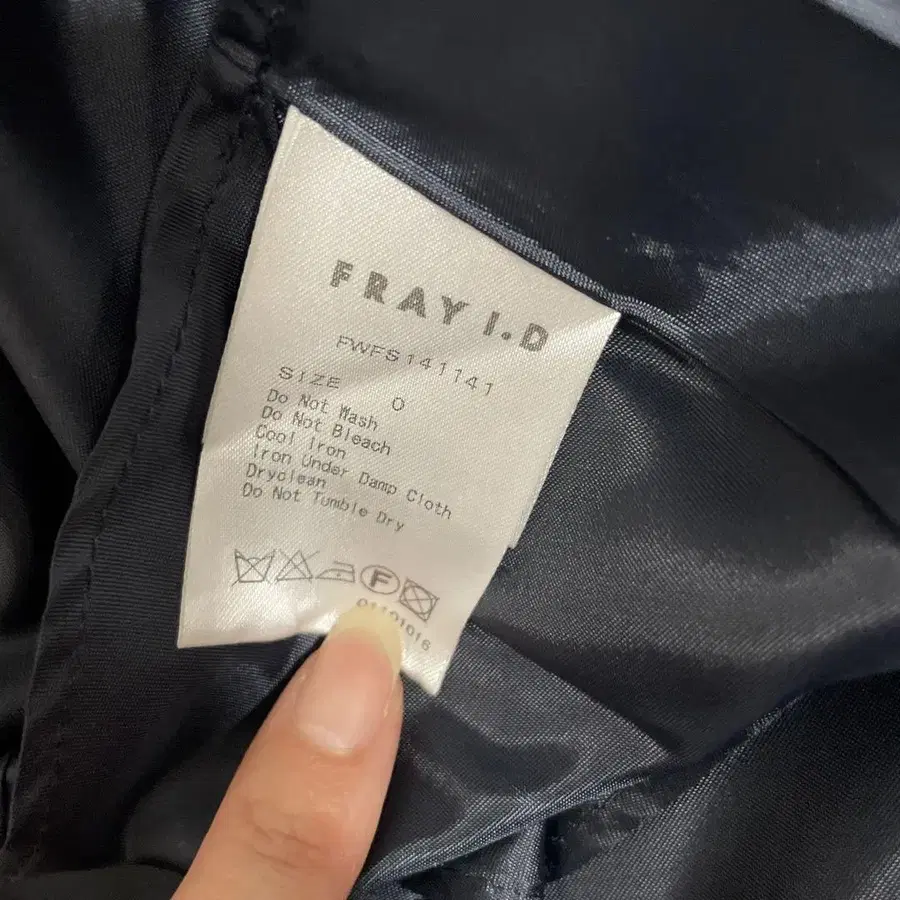 FRAY I.D
FWFS141141
SIZE 0
Do Not Wash
Do Not Bleach
Cool Iron
Iron Under Damp Cloth
Dryclean
Do Not Tumble Dry
F